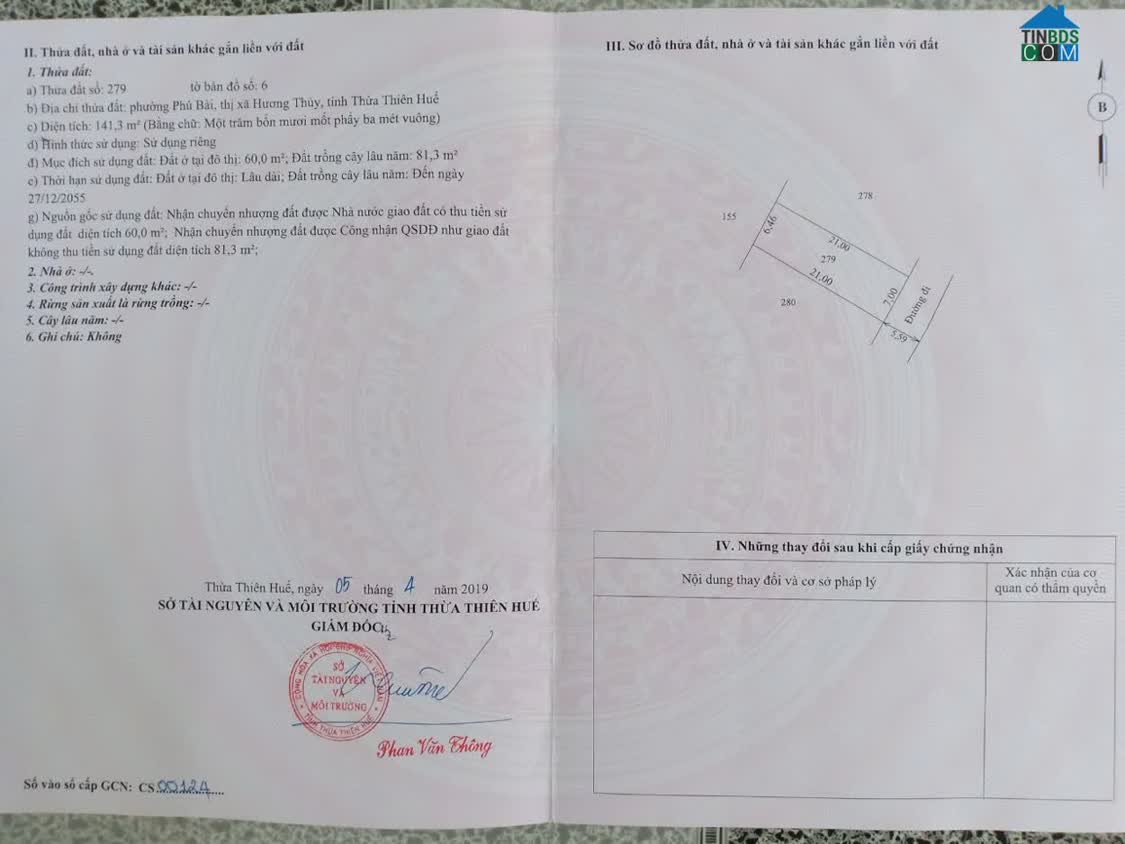 TINBDS
COM
II. Thửa đất, nhà ở và tài sản khác gắn liền với đất
1. Thửa đất:
a) Thửa đất số: 279 tờ bản đồ số: 6
b) Địa chỉ thửa đất: phường Phú Bài, thị xã Hương Thủy, tỉnh Thừa Thiên Huế
c) Diện tích: 141,3 m² (Bằng chữ: Một trăm bốn mươi mốt phẩy ba mét vuông)
d) Hình thức sử dụng: Sử dụng riêng
đ) Mục đích sử dụng đất: Đất ở tại đô thị: 60,0 m²; Đất trồng cây lâu năm: 81,3 m²
e) Thời hạn sử dụng đất: Đất ở tại đô thị: Lâu dài; Đất trồng cây lâu năm: Đến ngày
27/12/2055
g) Nguồn gốc sử dụng đất: Nhận chuyển nhượng đất được Nhà nước giao đất có thu tiền sử
dụng đất diện tích 60,0 m²; Nhận chuyển nhượng đất được Công nhận QSDĐ như giao đất
không thu tiền sử dụng đất diện tích 81,3 m²;
2. Nhà ở: -/-.
3. Công trình xây dựng khác: -/-
4. Rừng sản xuất là rừng trồng: -/-
5. Cây lâu năm: -/-
6. Ghi chú: Không
Thừa Thiên Huế, ngày 05 tháng 4 năm 2019
SỞ TÀI NGUYÊN VÀ MÔI TRƯỜNG TỈNH THỪA THIÊN HUẾ
GIÁM ĐỐC
CỘNG HÒA XÃ HỘI CHỦ NGHĨA VIỆT NAM
SỞ
TÀI NGUYÊN
VÀ
MÔI TRƯỜNG
TỈNH THỪA THIÊN HUẾ
Phan Văn Thông
Số vào sổ cấp GCN: CS.00124
III. Sơ đồ thửa đất, nhà ở và tài sản khác gắn liền với đất
B
278
155
6,46
21,00
279
21,00
280
7,00
Đường đi
5,59
IV. Những thay đổi sau khi cấp giấy chứng nhận
Nội dung thay đổi và cơ sở pháp lý
Xác nhận của cơ
quan có thẩm quyền